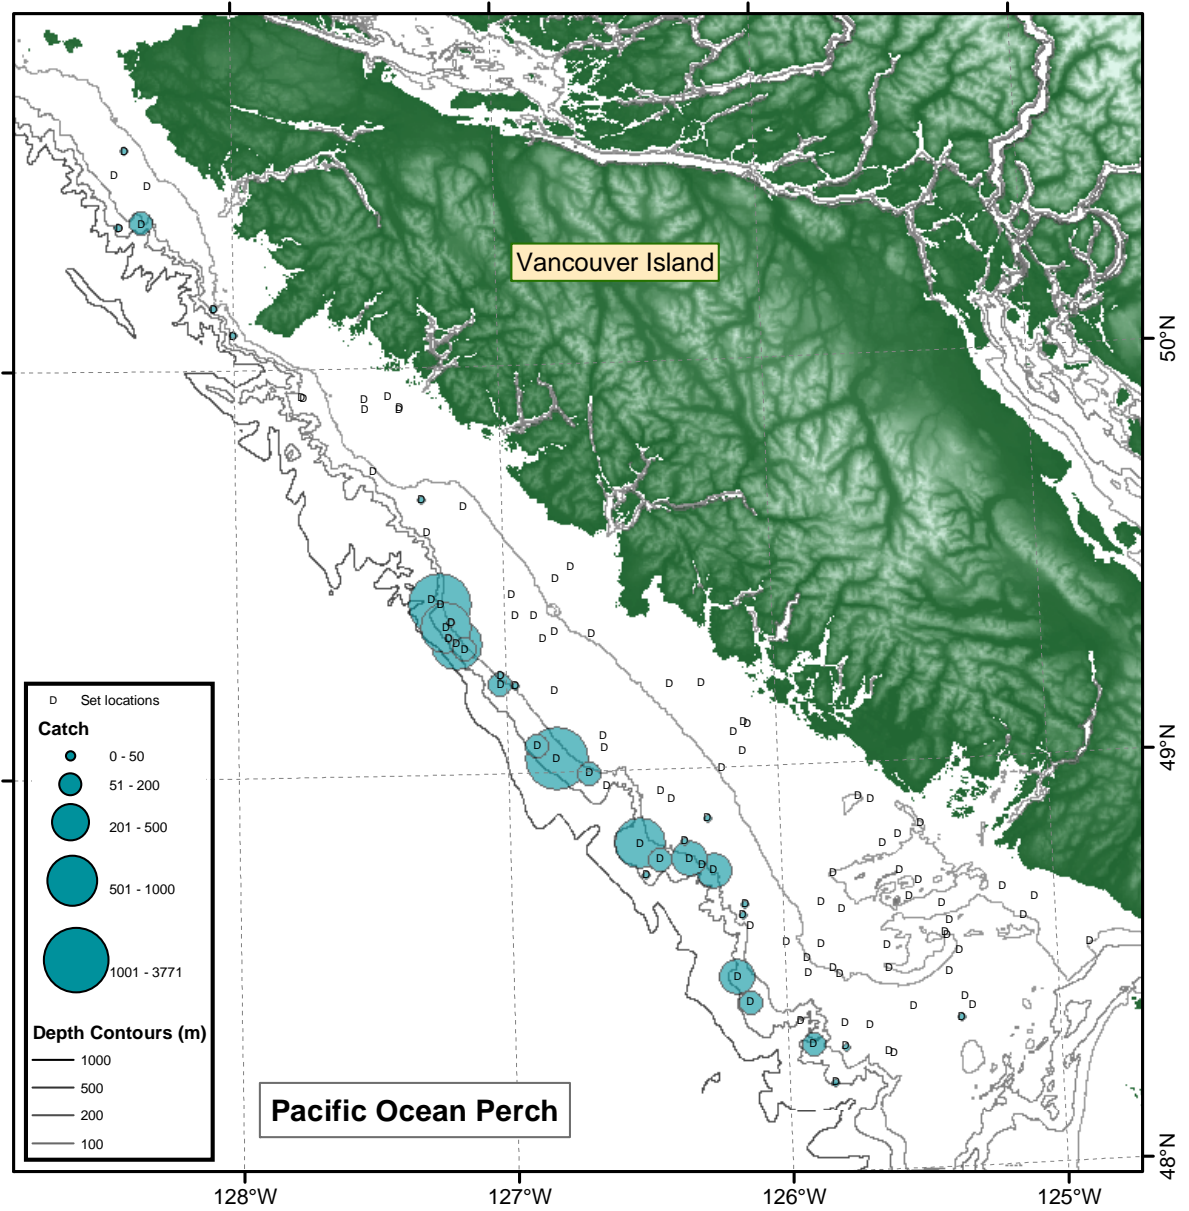 Vancouver Island
50°N
49°N
48°N
D Set locations
Catch
0 - 50
51 - 200
201 - 500
501 - 1000
1001 - 3771
Depth Contours (m)
1000
500
200
100
Pacific Ocean Perch
128°W 127°W 126°W 125°W